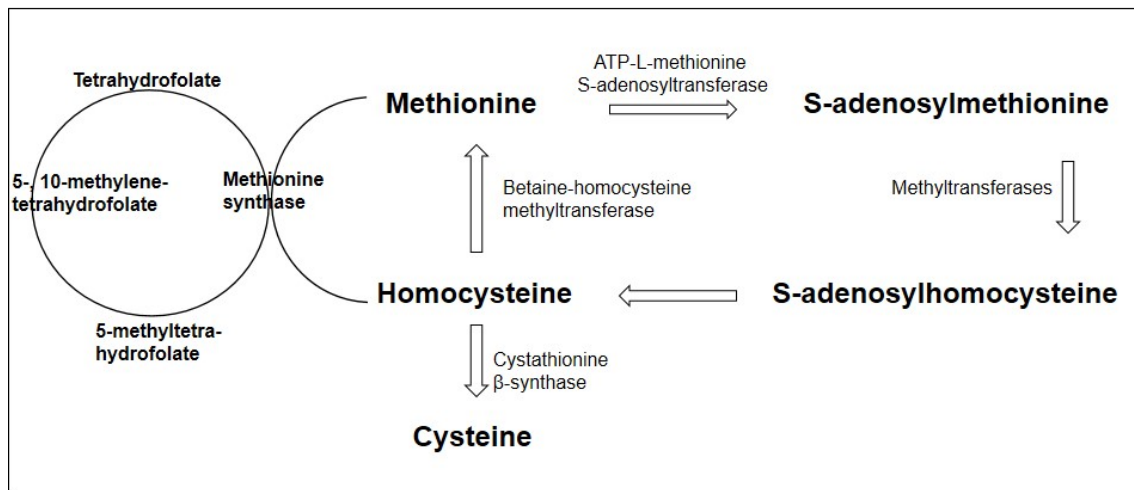 Tetrahydrofolate
5-, 10-methylene-
tetrahydrofolate
Methionine
synthase
5-methyltetra-
hydrofolate
Methionine
ATP-L-methionine
S-adenosyltransferase
S-adenosylmethionine
Betaine-homocysteine
methyltransferase
Methyltransferases
Homocysteine
S-adenosylhomocysteine
Cystathionine
β-synthase
Cysteine